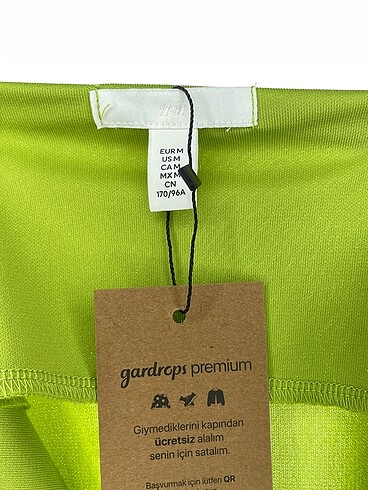 EUR M
US M
CA M
MX M
CN
170/96A
gardrops premium
Giymediklerini kapından
ücretsiz alalım
senin için satalım.
Başvurmak için lütfen QR